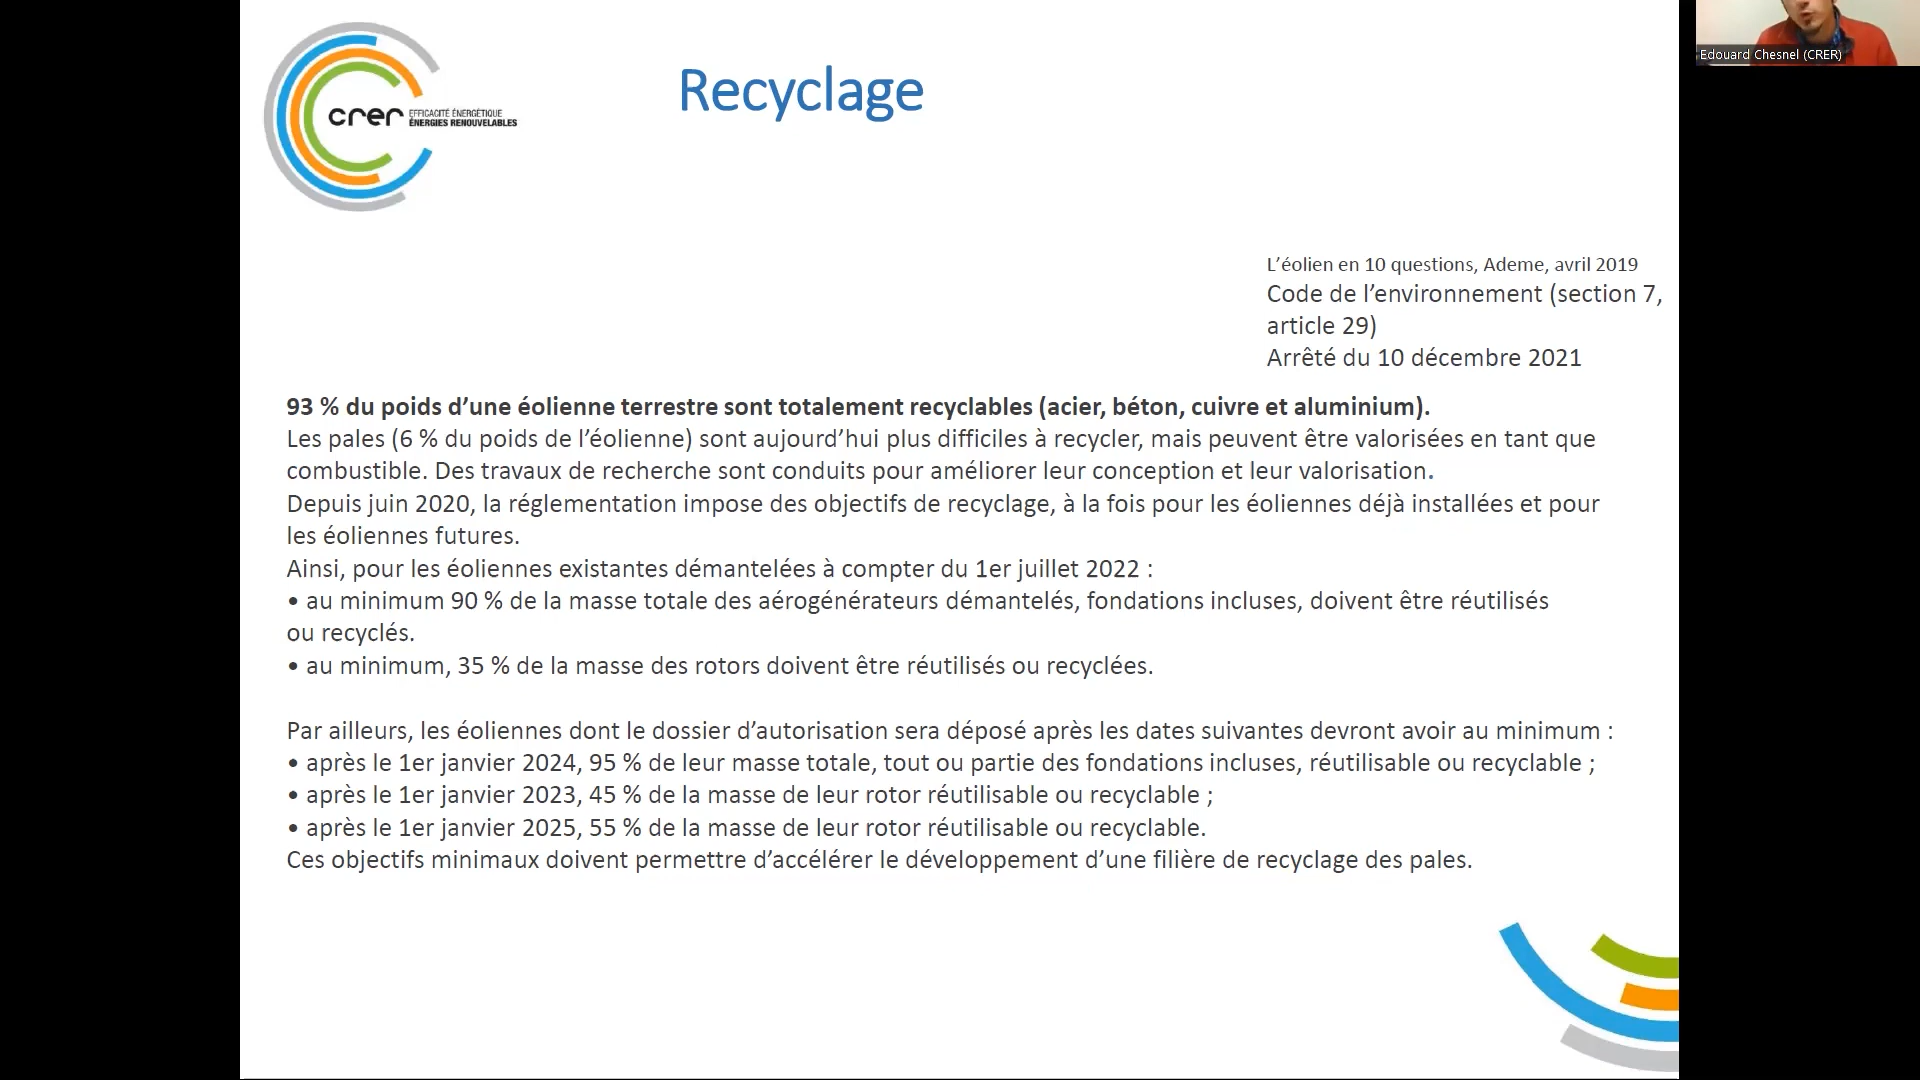 Edouard Chesnel (CRER)
crer
EFFICACITÉ ÉNERGÉTIQUE
ÉNERGIES RENOUVELABLES
Recyclage
L’éolien en 10 questions, Ademe, avril 2019
Code de l’environnement (section 7,
article 29)
Arrêté du 10 décembre 2021
93 % du poids d’une éolienne terrestre sont totalement recyclables (acier, béton, cuivre et aluminium).
Les pales (6 % du poids de l’éolienne) sont aujourd’hui plus difficiles à recycler, mais peuvent être valorisées en tant que
combustible. Des travaux de recherche sont conduits pour améliorer leur conception et leur valorisation.
Depuis juin 2020, la réglementation impose des objectifs de recyclage, à la fois pour les éoliennes déjà installées et pour
les éoliennes futures.
Ainsi, pour les éoliennes existantes démantelées à compter du 1er juillet 2022 :
• au minimum 90 % de la masse totale des aérogénérateurs démantelés, fondations incluses, doivent être réutilisés
ou recyclés.
• au minimum, 35 % de la masse des rotors doivent être réutilisés ou recyclées.
Par ailleurs, les éoliennes dont le dossier d’autorisation sera déposé après les dates suivantes devront avoir au minimum :
• après le 1er janvier 2024, 95 % de leur masse totale, tout ou partie des fondations incluses, réutilisable ou recyclable ;
• après le 1er janvier 2023, 45 % de la masse de leur rotor réutilisable ou recyclable ;
• après le 1er janvier 2025, 55 % de la masse de leur rotor réutilisable ou recyclable.
Ces objectifs minimaux doivent permettre d’accélérer le développement d’une filière de recyclage des pales.